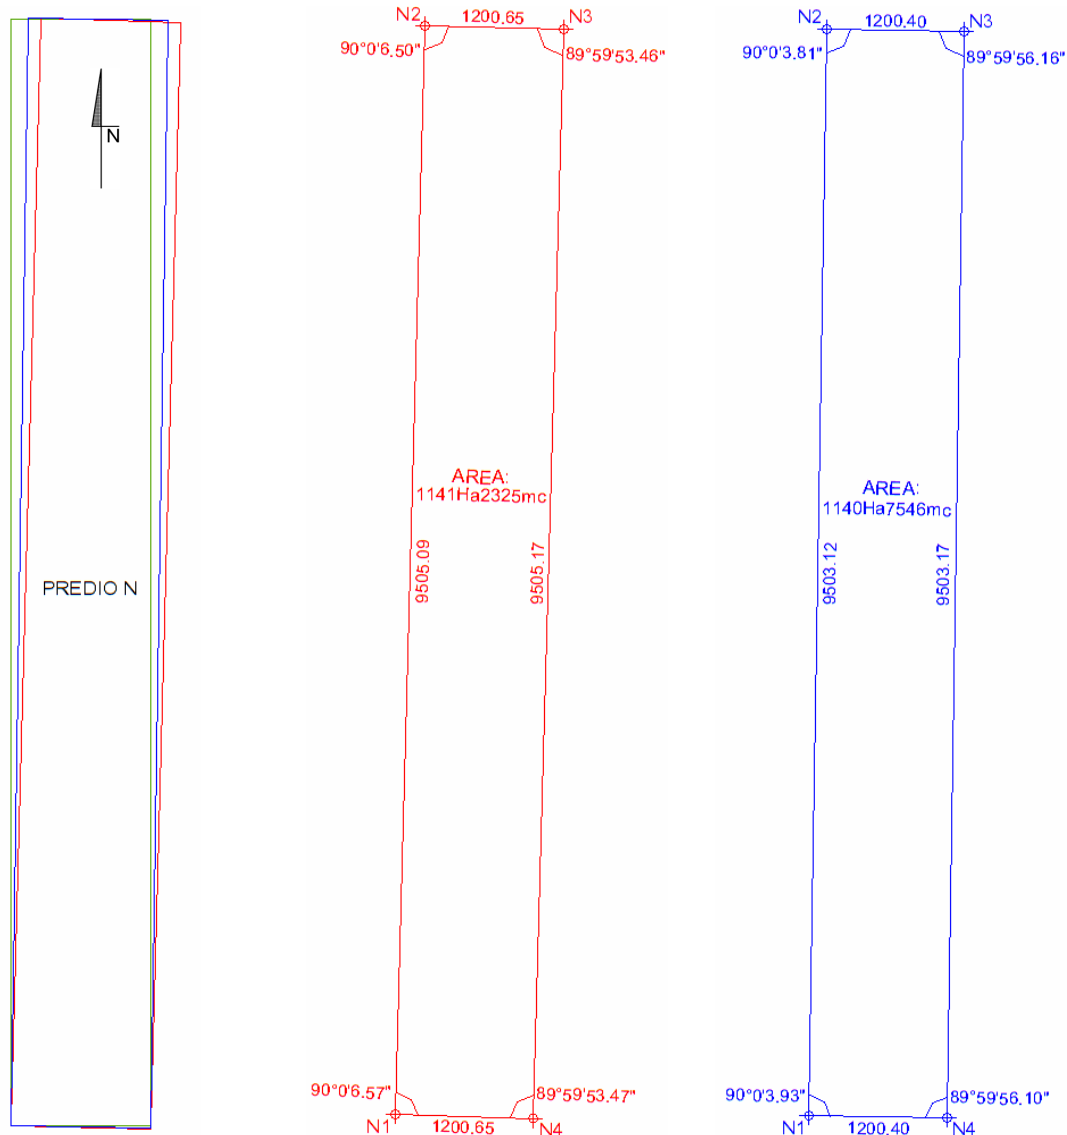 N
PREDIO N
N2
1200.65
N3
90°0'6.50"
89°59'53.46"
AREA:
1141Ha2325mc
9505.09
9505.17
90°0'6.57"
89°59'53.47"
N1
1200.65
N4
N2
1200.40
N3
90°0'3.81"
89°59'56.16"
AREA:
1140Ha7546mc
9503.12
9503.17
90°0'3.93"
89°59'56.10"
N1
1200.40
N4